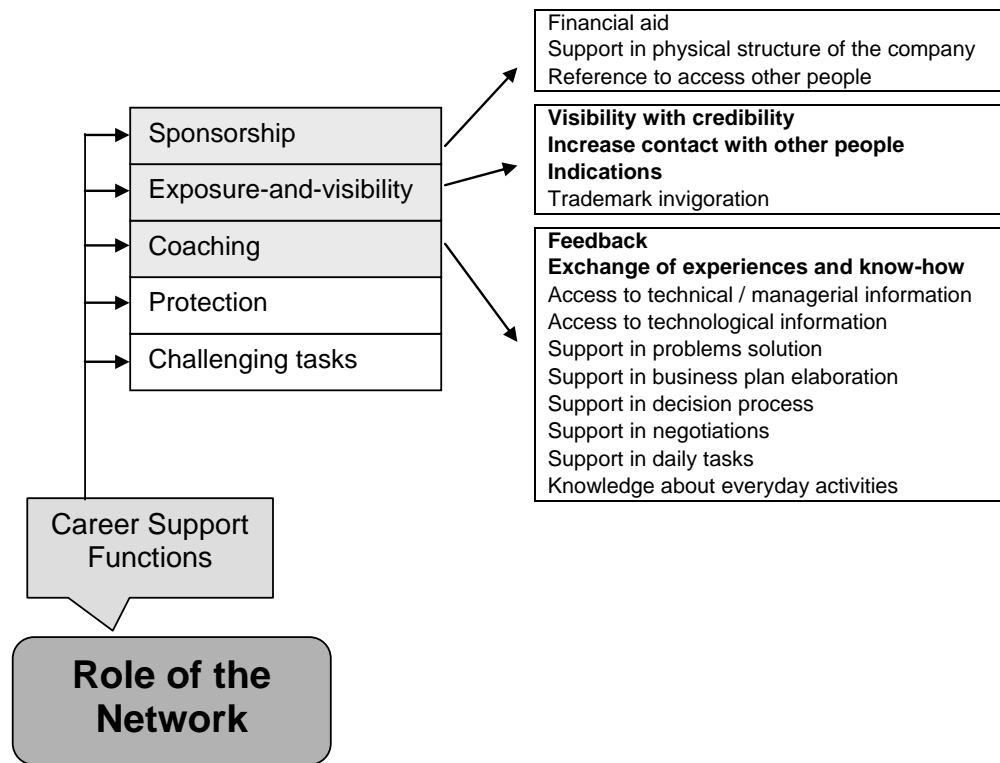 Financial aid
Support in physical structure of the company
Reference to access other people
Sponsorship
Exposure-and-visibility
Coaching
Protection
Challenging tasks
Visibility with credibility
Increase contact with other people
Indications
Trademark invigoration
Feedback
Exchange of experiences and know-how
Access to technical / managerial information
Access to technological information
Support in problems solution
Support in business plan elaboration
Support in decision process
Support in negotiations
Support in daily tasks
Knowledge about everyday activities
Career Support
Functions
Role of the
Network